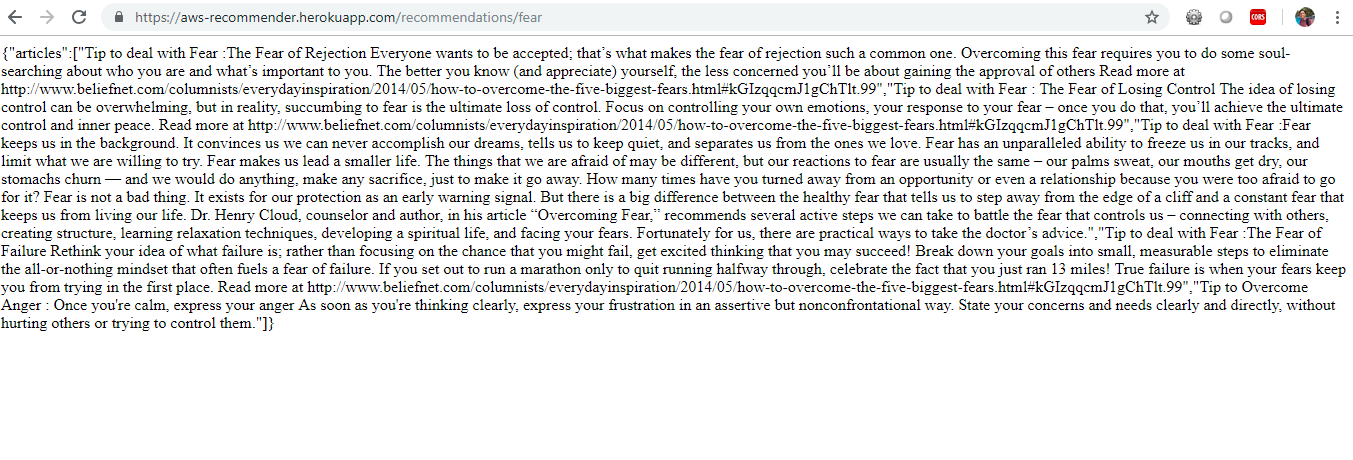 https://aws-recommender.herokuapp.com/recommendations/fear
CORS
{"articles":["Tip to deal with Fear :The Fear of Rejection Everyone wants to be accepted; that’s what makes the fear of rejection such a common one. Overcoming this fear requires you to do some soul-
searching about who you are and what’s important to you. The better you know (and appreciate) yourself, the less concerned you’ll be about gaining the approval of others Read more at
http://www.beliefnet.com/columnists/everydayinspiration/2014/05/how-to-overcome-the-five-biggest-fears.html#kGIzqqcmJ1gChTlt.99","Tip to deal with Fear : The Fear of Losing Control The idea of losing
control can be overwhelming, but in reality, succumbing to fear is the ultimate loss of control. Focus on controlling your own emotions, your response to your fear – once you do that, you’ll achieve the ultimate
control and inner peace. Read more at http://www.beliefnet.com/columnists/everydayinspiration/2014/05/how-to-overcome-the-five-biggest-fears.html#kGIzqqcmJ1gChTlt.99","Tip to deal with Fear :Fear
keeps us in the background. It convinces us we can never accomplish our dreams, tells us to keep quiet, and separates us from the ones we love. Fear has an unparalleled ability to freeze us in our tracks, and
limit what we are willing to try. Fear makes us lead a smaller life. The things that we are afraid of may be different, but our reactions to fear are usually the same – our palms sweat, our mouths get dry, our
stomachs churn — and we would do anything, make any sacrifice, just to make it go away. How many times have you turned away from an opportunity or even a relationship because you were too afraid to go
for it? Fear is not a bad thing. It exists for our protection as an early warning signal. But there is a big difference between the healthy fear that tells us to step away from the edge of a cliff and a constant fear that
keeps us from living our life. Dr. Henry Cloud, counselor and author, in his article “Overcoming Fear,” recommends several active steps we can take to battle the fear that controls us – connecting with others,
creating structure, learning relaxation techniques, developing a spiritual life, and facing your fears. Fortunately for us, there are practical ways to take the doctor’s advice.","Tip to deal with Fear :The Fear of
Failure Rethink your idea of what failure is; rather than focusing on the chance that you might fail, get excited thinking that you may succeed! Break down your goals into small, measurable steps to eliminate
the all-or-nothing mindset that often fuels a fear of failure. If you set out to run a marathon only to quit running halfway through, celebrate the fact that you just ran 13 miles! True failure is when your fears keep
you from trying in the first place. Read more at http://www.beliefnet.com/columnists/everydayinspiration/2014/05/how-to-overcome-the-five-biggest-fears.html#kGIzqqcmJ1gChTlt.99","Tip to Overcome
Anger : Once you're calm, express your anger As soon as you're thinking clearly, express your frustration in an assertive but nonconfrontational way. State your concerns and needs clearly and directly, without
hurting others or trying to control them."]}